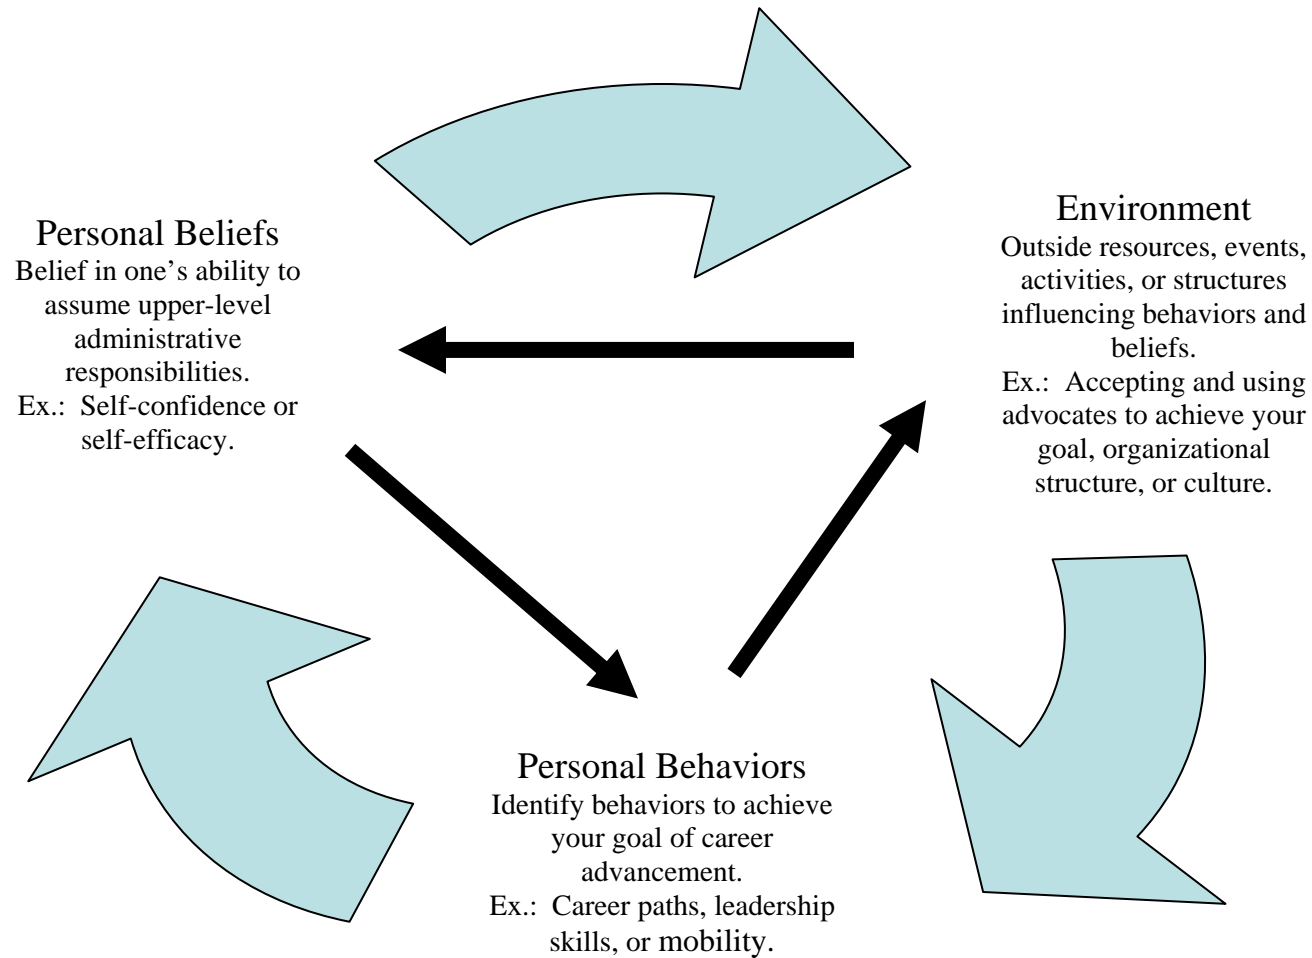 Personal Beliefs
Belief in one’s ability to
assume upper-level
administrative
responsibilities.
Ex.:  Self-confidence or
self-efficacy.
Environment
Outside resources, events,
activities, or structures
influencing behaviors and
beliefs.
Ex.:  Accepting and using
advocates to achieve your
goal, organizational
structure, or culture.
Personal Behaviors
Identify behaviors to achieve
your goal of career
advancement.
Ex.:  Career paths, leadership
skills, or mobility.